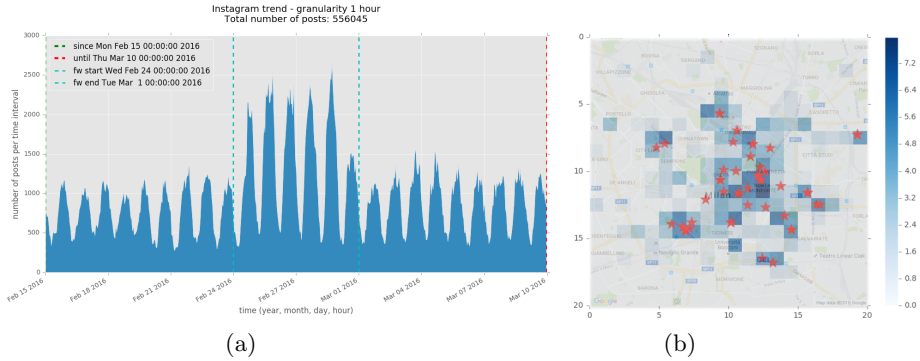 Instagram trend - granularity 1 hour
Total number of posts: 556045
since Mon Feb 15 00:00:00 2016
until Thu Mar 10 00:00:00 2016
fw start Wed Feb 24 00:00:00 2016
fw end Tue Mar 1 00:00:00 2016
number of posts per time interval
3000
2500
2000
1500
1000
500
0
Feb 15 2016
Feb 18 2016
Feb 21 2016
Feb 24 2016
Feb 27 2016
Mar 01 2016
Mar 04 2016
Mar 07 2016
Mar 10 2016
time (year, month, day, hour)
(a)
0
5
10
15
20
0
5
10
15
20
7.2
6.4
5.6
4.8
4.0
3.2
2.4
1.6
0.8
0.0
(b)